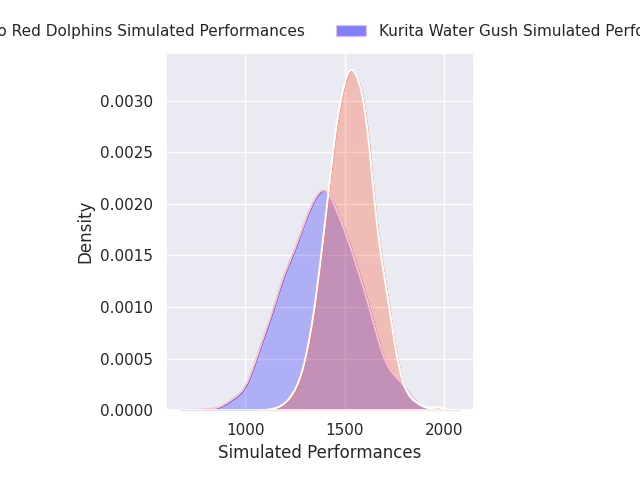 Red Dolphins Simulated Performances Kurita Water Gush Simulated
0.0030
0.0025
0.0020
0.0015
0.0010
0.0005
0.0000
Density
1000 1500 2000
Simulated Performances